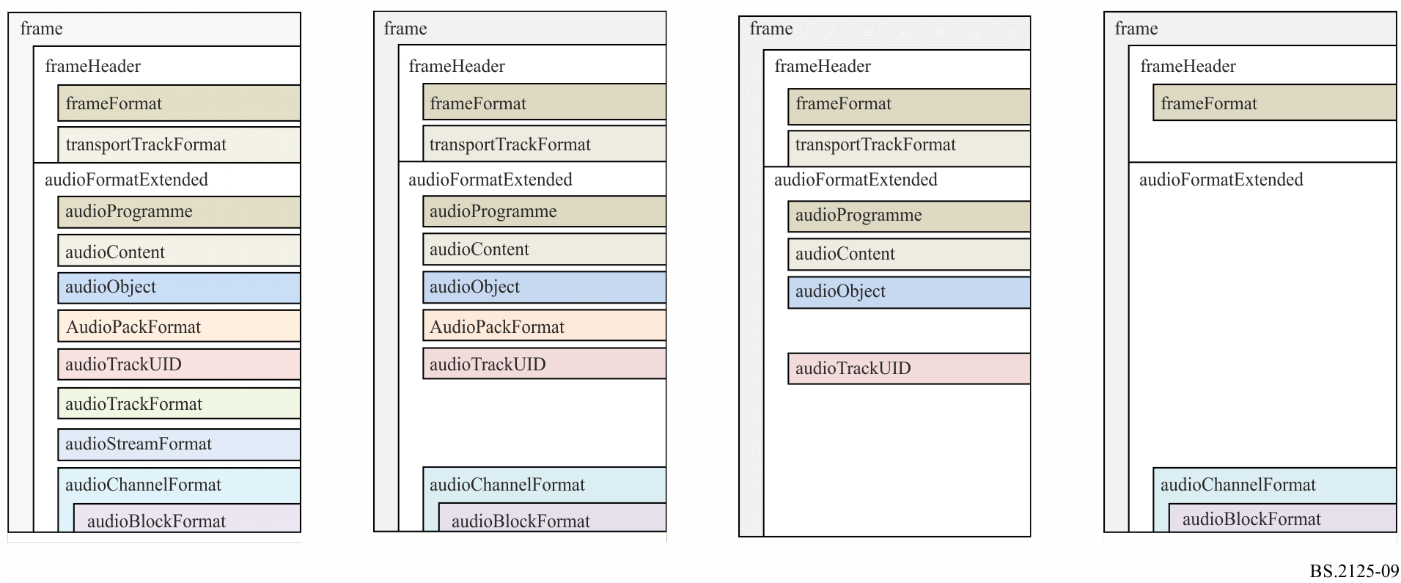 frame
frameHeader
frameFormat
transportTrackFormat
audioFormatExtended
audioProgramme
audioContent
audioObject
AudioPackFormat
audioTrackUID
audioTrackFormat
audioStreamFormat
audioChannelFormat
audioBlockFormat
frame
frameHeader
frameFormat
transportTrackFormat
audioFormatExtended
audioProgramme
audioContent
audioObject
AudioPackFormat
audioTrackUID
audioChannelFormat
audioBlockFormat
frame
frameHeader
frameFormat
transportTrackFormat
audioFormatExtended
audioProgramme
audioContent
audioObject
audioTrackUID
frame
frameHeader
frameFormat
audioFormatExtended
audioChannelFormat
audioBlockFormat
BS.2125-09